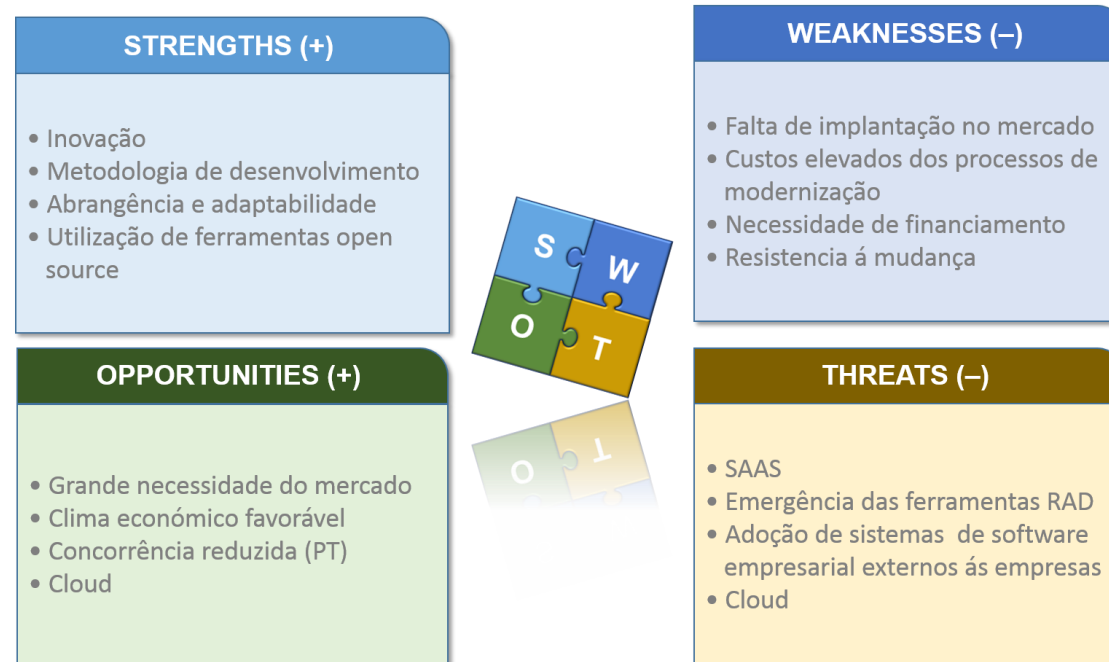 STRENGTHS (+)
• Inovação
• Metodologia de desenvolvimento
• Abrangência e adaptabilidade
• Utilização de ferramentas open
source
WEAKNESSES (–)
• Falta de implantação no mercado
• Custos elevados dos processos de
modernização
• Necessidade de financiamento
• Resistencia á mudança
S
W
O
T
OPPORTUNITIES (+)
• Grande necessidade do mercado
• Clima económico favorável
• Concorrência reduzida (PT)
• Cloud
THREATS (–)
• SAAS
• Emergência das ferramentas RAD
• Adoção de sistemas  de software
empresarial externos ás empresas
• Cloud